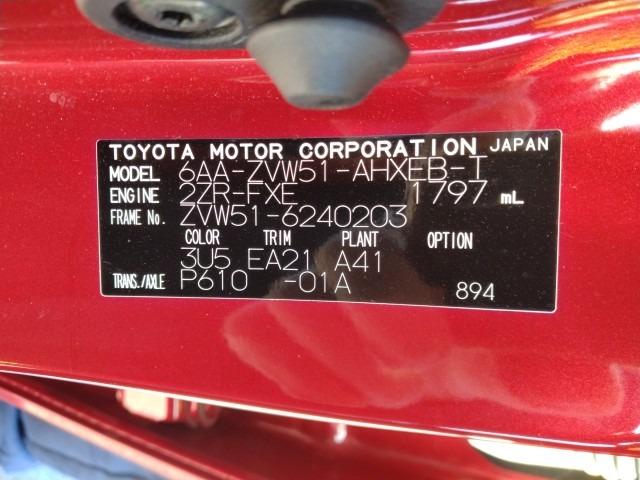 TOYOTA MOTOR CORPORATION JAPAN
MODEL 6AA-ZVW51-AHXEB-T
ENGINE 2ZR-FXE 1797 mL
FRAME No. ZVW51-6240203
COLOR TRIM PLANT OPTION
3U5 EA21 A41
TRANS./AXLE P610 -01A 894